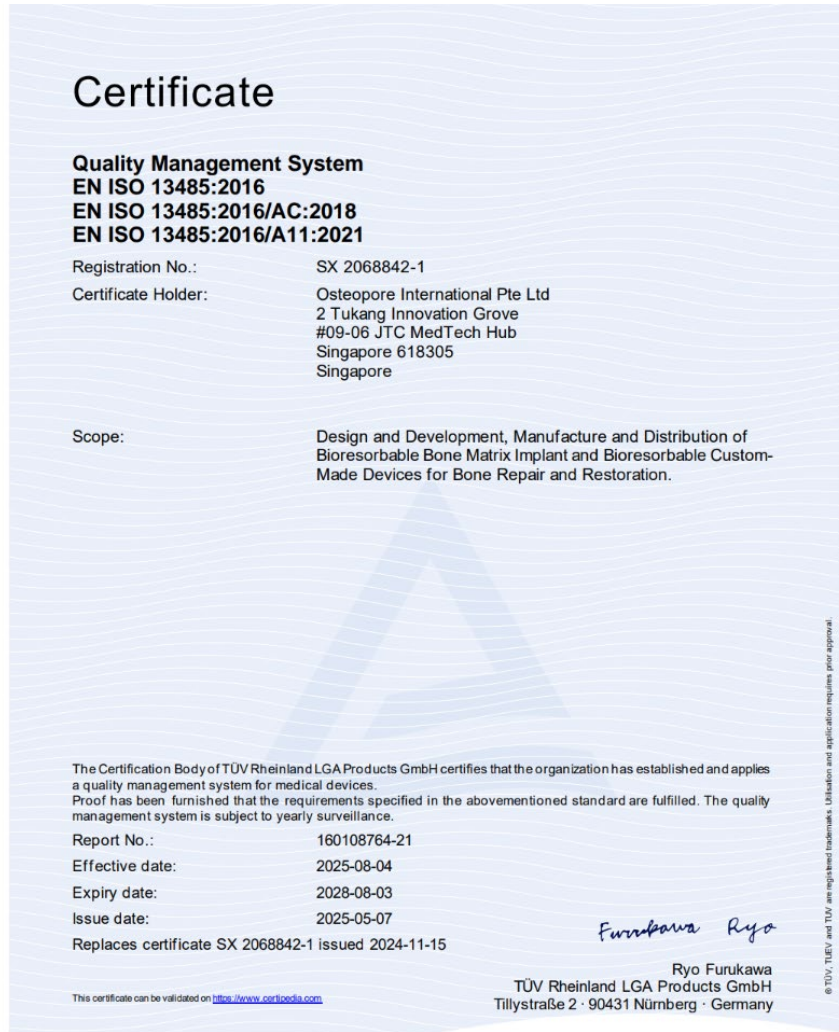 Certificate
Quality Management System
EN ISO 13485:2016
EN ISO 13485:2016/AC:2018
EN ISO 13485:2016/A11:2021
Registration No.: SX 2068842-1
Certificate Holder: Osteopore International Pte Ltd
2 Tukang Innovation Grove
#09-06 JTC MedTech Hub
Singapore 618305
Singapore
Scope: Design and Development, Manufacture and Distribution of
Bioresorbable Bone Matrix Implant and Bioresorbable Custom-
Made Devices for Bone Repair and Restoration.
The Certification Body of TÜV Rheinland LGA Products GmbH certifies that the organization has established and applies
a quality management system for medical devices.
Proof has been furnished that the requirements specified in the abovementioned standard are fulfilled. The quality
management system is subject to yearly surveillance.
Report No.: 160108764-21
Effective date: 2025-08-04
Expiry date: 2028-08-03
Issue date: 2025-05-07
Replaces certificate SX 2068842-1 issued 2024-11-15
Furukawa Ryo
Ryo Furukawa
TÜV Rheinland LGA Products GmbH
Tillystraße 2 · 90431 Nürnberg · Germany
This certificate can be validated on https://www.certipedia.com
® TÜV, TUEV and TUV are registered trademarks. Utilisation and application requires prior approval.